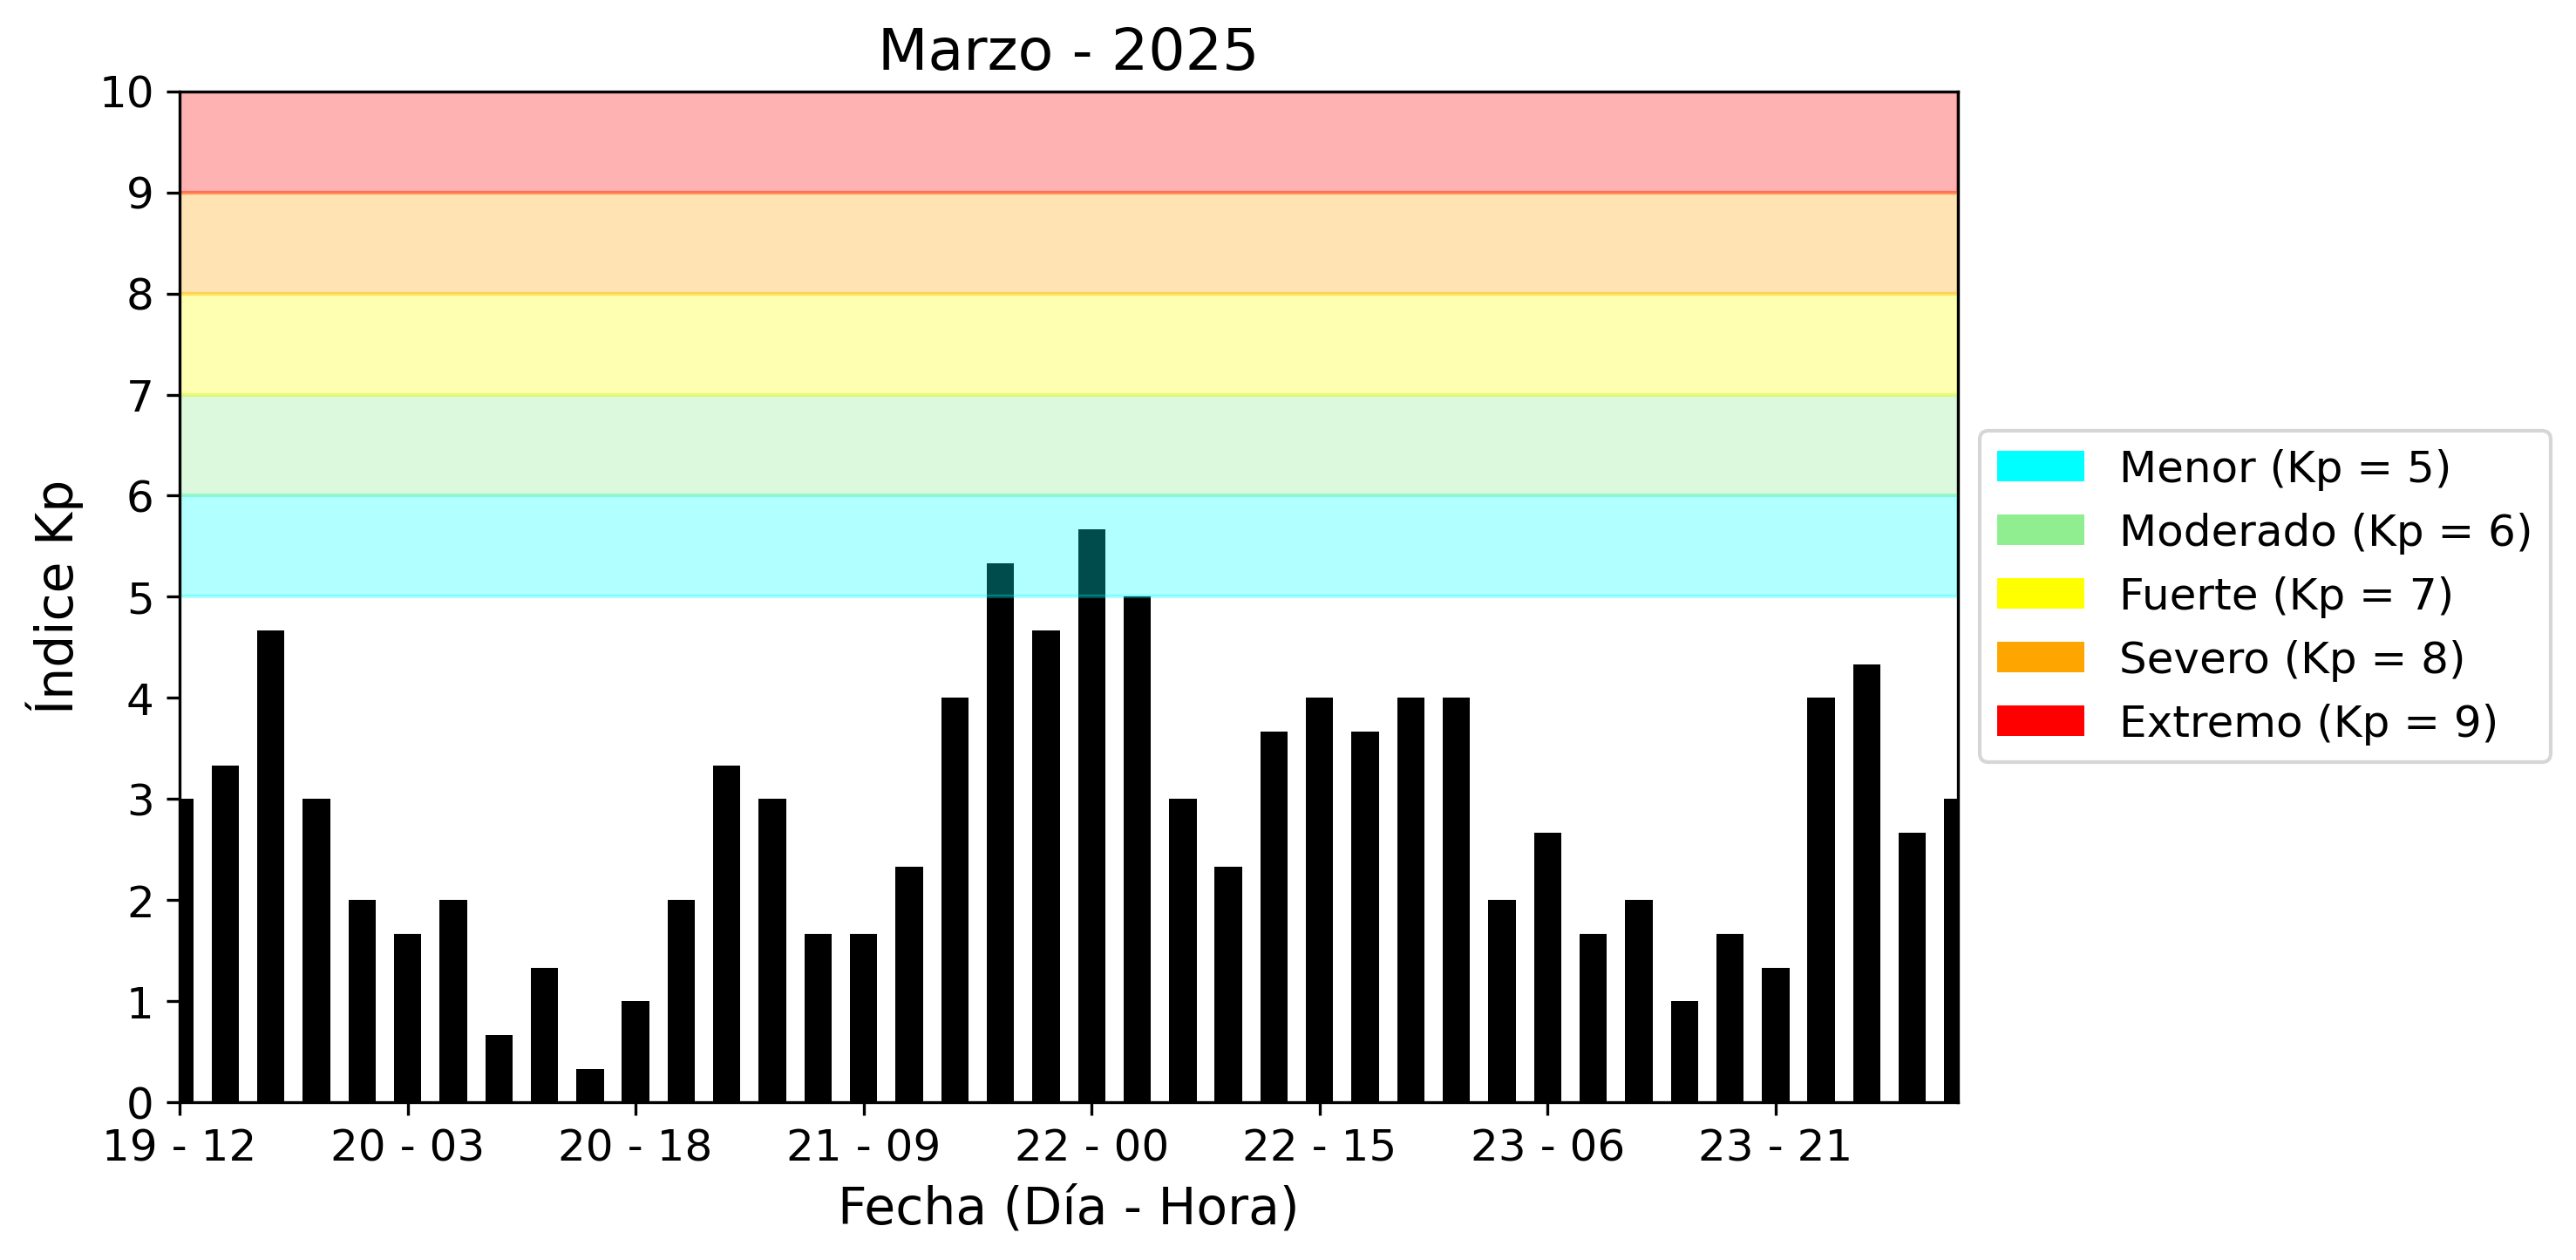 Marzo - 2025
10
9
8
7
6
5
4
3
2
1
0
Índice Kp
19 - 12
20 - 03
20 - 18
21 - 09
22 - 00
22 - 15
23 - 06
23 - 21
Fecha (Día - Hora)
Menor (Kp = 5)
Moderado (Kp = 6)
Fuerte (Kp = 7)
Severo (Kp = 8)
Extremo (Kp = 9)